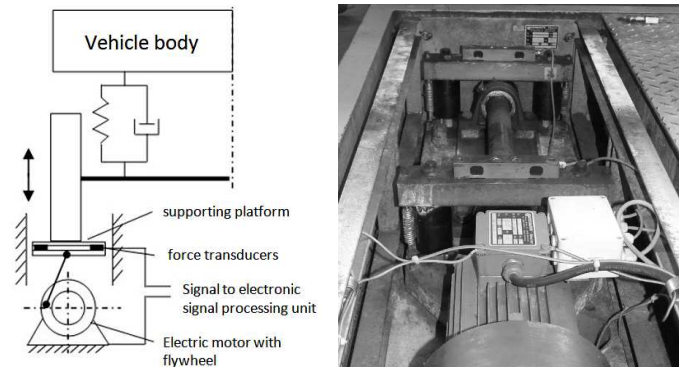 Vehicle body
supporting platform
force transducers
Signal to electronic
signal processing unit
Electric motor with
flywheel